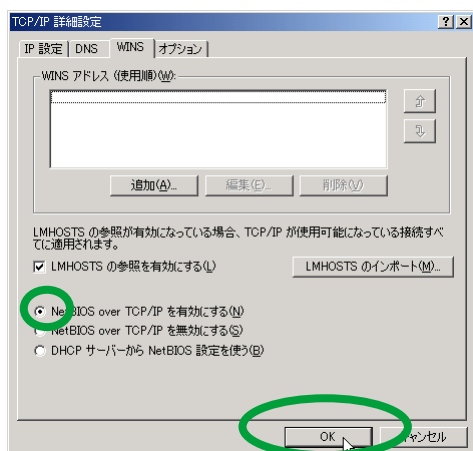 TCP/IP 詳細設定
IP 設定 DNS WINS オプション
WINS アドレス (使用順)(W):
追加(A)... 編集(E)... 削除(V)
LMHOSTS の参照が有効になっている場合、TCP/IP が使用可能になっている接続すべ
てに適用されます。
LMHOSTS の参照を有効にする(L) LMHOSTS のインポート(M)...
NetBIOS over TCP/IP を有効にする(N)
NetBIOS over TCP/IP を無効にする(S)
DHCP サーバーから NetBIOS 設定を使う(B)
OK キャンセル